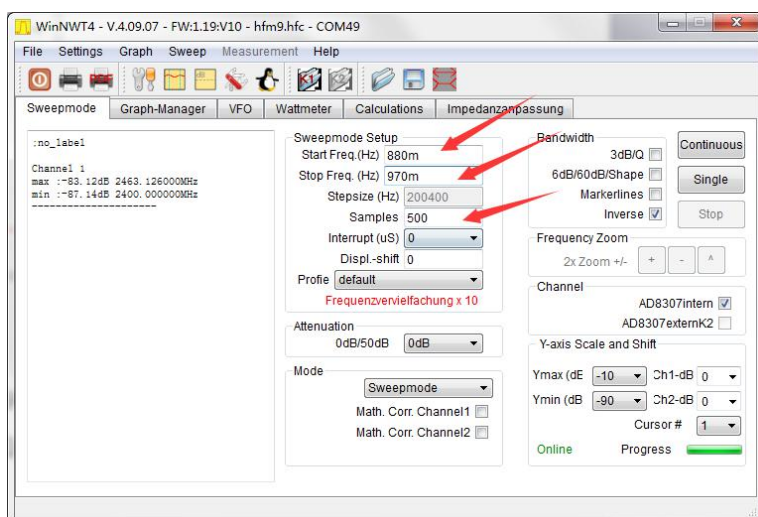 WinNWT4 - V.4.09.07 - FW:1.19:V10 - hfm9.hfc - COM49
File Settings Graph Sweep Measurement Help
Sweepmode Graph-Manager VFO Wattmeter Calculations Impedanzanpassung
:no_label
Channel 1
max :-83.12dB 2463.126000MHz
min :-87.14dB 2400.000000MHz
---------------------
Sweepmode Setup
Start Freq.(Hz) 880m
Stop Freq. (Hz) 970m
Stepsize (Hz) 200400
Samples 500
Interrupt (uS) 0
Displ.-shift 0
Profie default
Frequenzvervielfachung x 10
Attenuation
0dB/50dB 0dB
Mode
Sweepmode
Math. Corr. Channel1
Math. Corr. Channel2
Bandwidth
3dB/Q
6dB/60dB/Shape
Markerlines
Inverse
Continuous
Single
Stop
Frequency Zoom
2x Zoom +/- + - ^
Channel
AD8307intern
AD8307externK2
Y-axis Scale and Shift
Ymax (dE -10 Ch1-dB 0
Ymin (dB -90 Ch2-dB 0
Cursor # 1
Online Progress